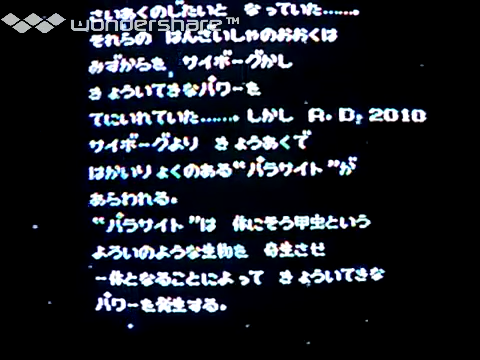 さいあくのじたいと なっていた……。
wondershare™
それらの はんざいしゃのおおくは
みずからを サイボーグかし
きょういてきなパワーを
てにいれていた……。しかし A.D.2010
サイボーグより きょうあくで
はかいりょくのある“パラサイト”が
あらわれる。
“パラサイト”は 体にそう甲虫という
よろいのような生物を 寄生させ
一体となることによって きょういてきな
パワーを発生する。